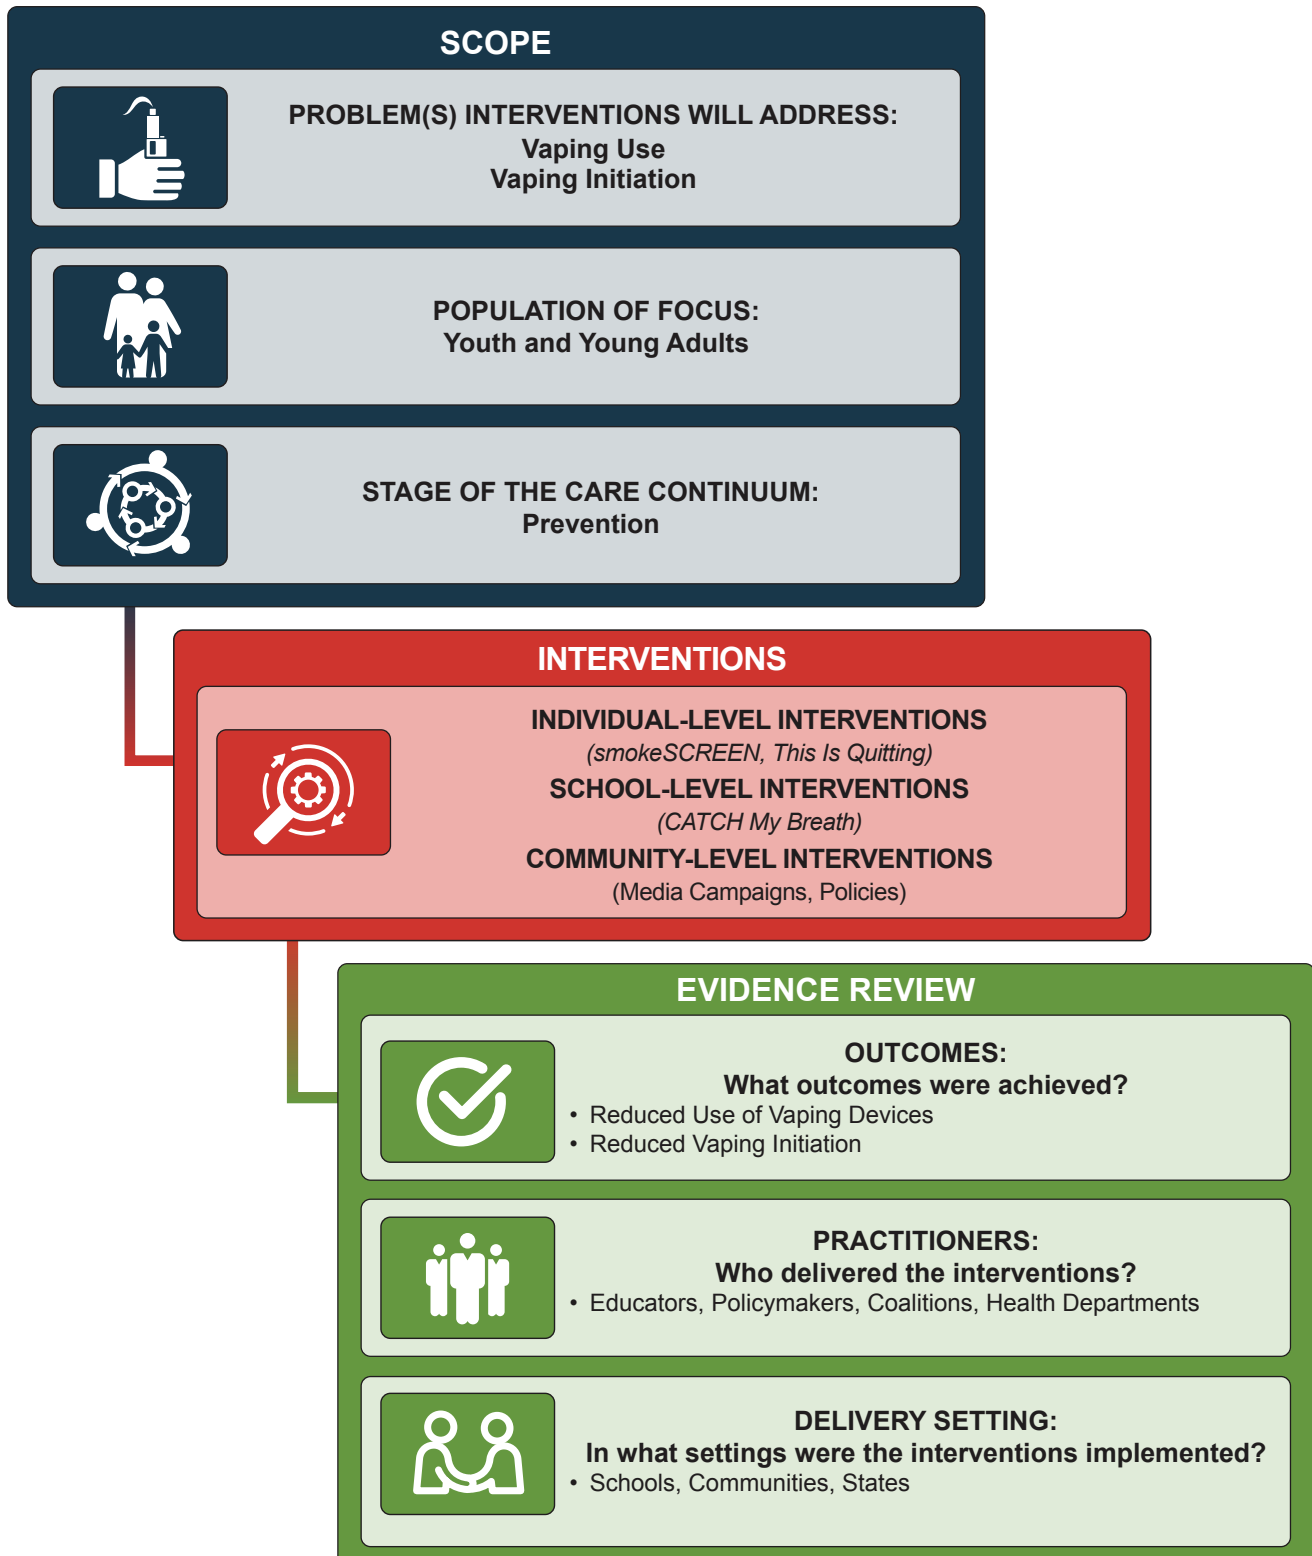 SCOPE
PROBLEM(S) INTERVENTIONS WILL ADDRESS:
Vaping Use
Vaping Initiation
POPULATION OF FOCUS:
Youth and Young Adults
STAGE OF THE CARE CONTINUUM:
Prevention
INTERVENTIONS
INDIVIDUAL-LEVEL INTERVENTIONS
(smokeSCREEN, This Is Quitting)
SCHOOL-LEVEL INTERVENTIONS
(CATCH My Breath)
COMMUNITY-LEVEL INTERVENTIONS
(Media Campaigns, Policies)
EVIDENCE REVIEW
OUTCOMES:
What outcomes were achieved?
• Reduced Use of Vaping Devices
• Reduced Vaping Initiation
PRACTITIONERS:
Who delivered the interventions?
• Educators, Policymakers, Coalitions, Health Departments
DELIVERY SETTING:
In what settings were the interventions implemented?
• Schools, Communities, States